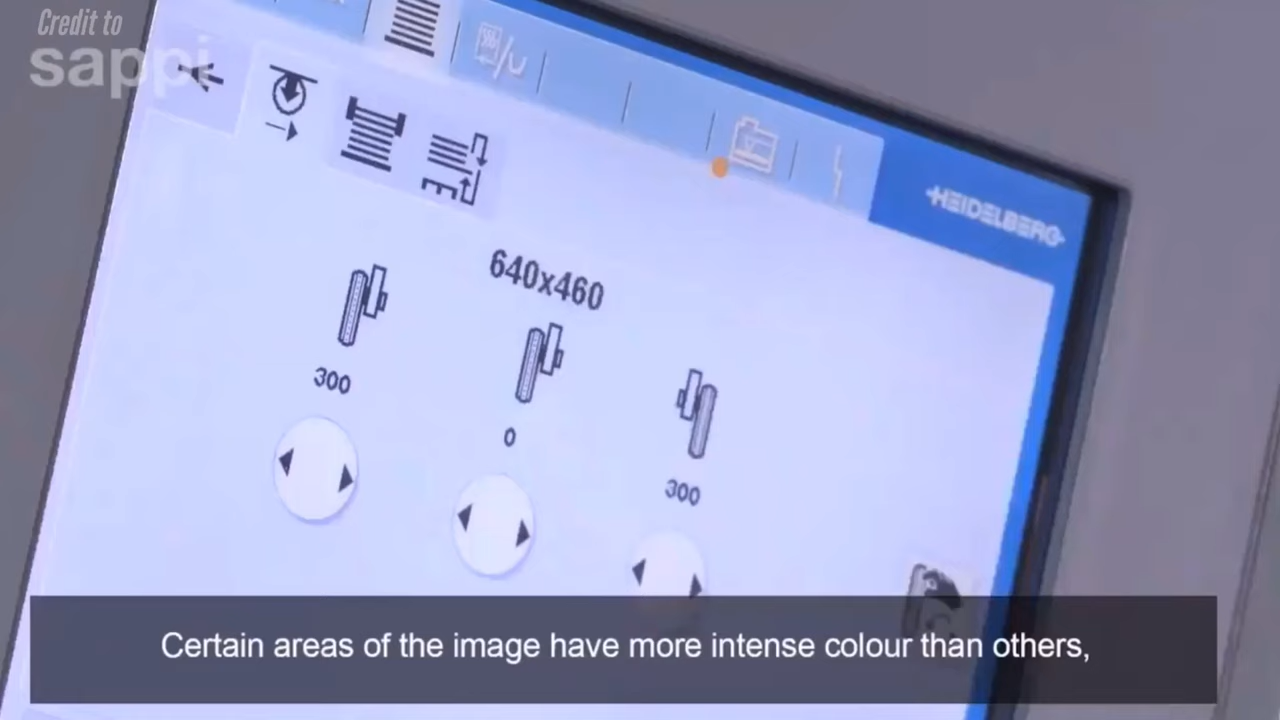 Credit to
sappi
HEIDELBERG
640x460
300
0
300
Certain areas of the image have more intense colour than others,